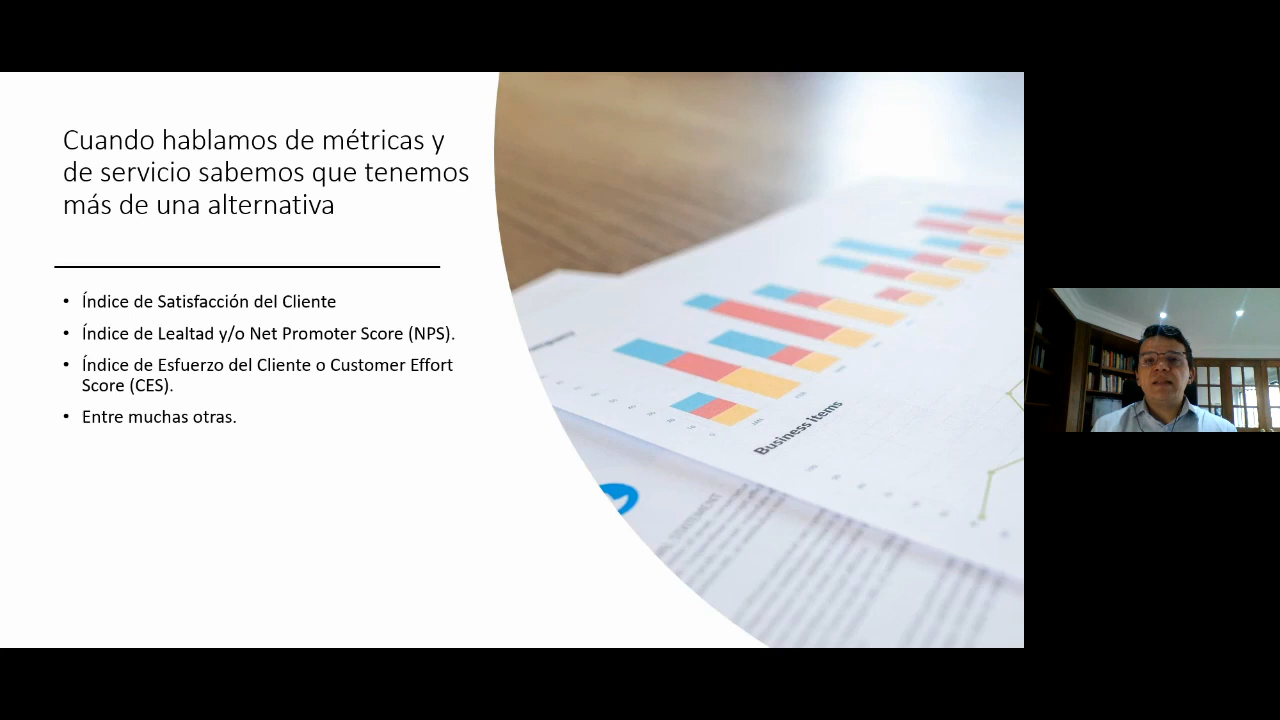 Cuando hablamos de métricas y
de servicio sabemos que tenemos
más de una alternativa
• Índice de Satisfacción del Cliente
• Índice de Lealtad y/o Net Promoter Score (NPS).
• Índice de Esfuerzo del Cliente o Customer Effort
Score (CES).
• Entre muchas otras.
Business items